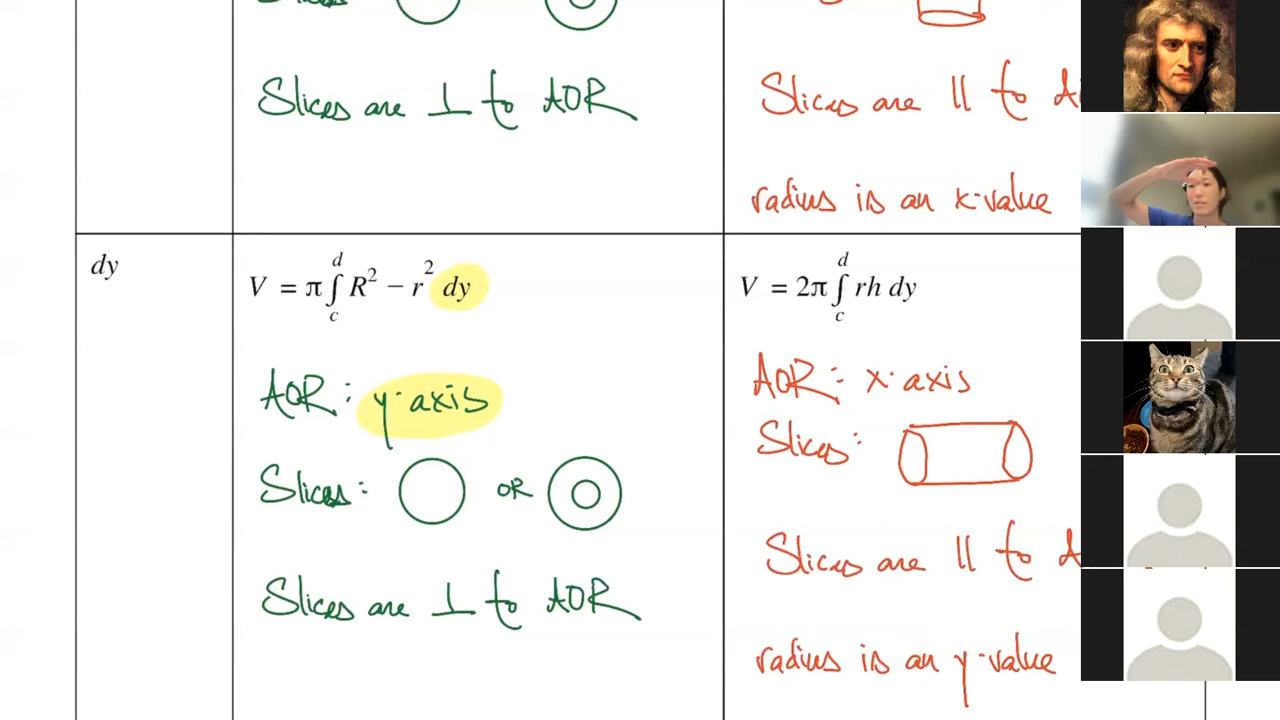 Slices are ⊥ to AOR
Slices are || to
radius is an x-value
dy
V = π∫_c^d R² − r² dy
AOR: y-axis
Slices: OR
Slices are ⊥ to AOR
V = 2π∫_c^d rh dy
AOR: x-axis
Slices:
Slices are || to
radius is an y-value